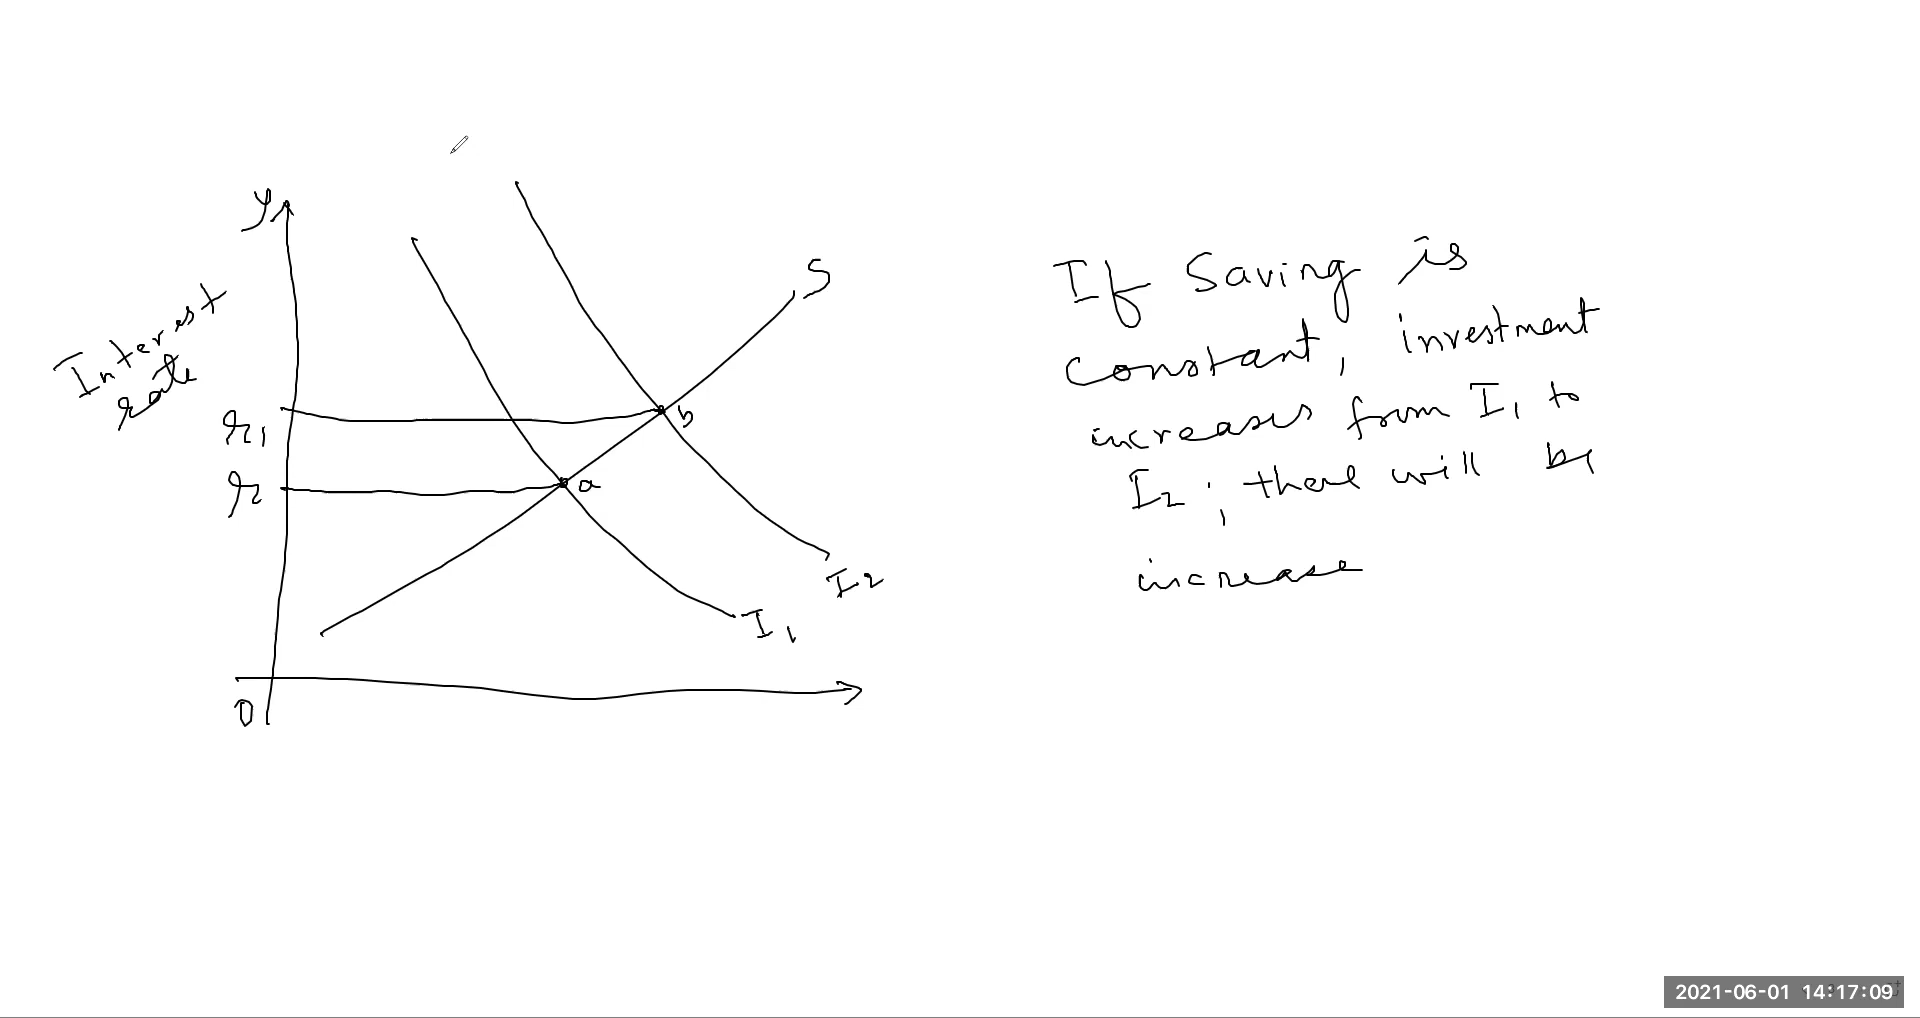 y
S
Interest
rate
r1
b
r
a
I2
I1
0
If Saving is
Constant, investment
increases from I1 to
I2; there will be
increase
2021-06-01 14:17:09